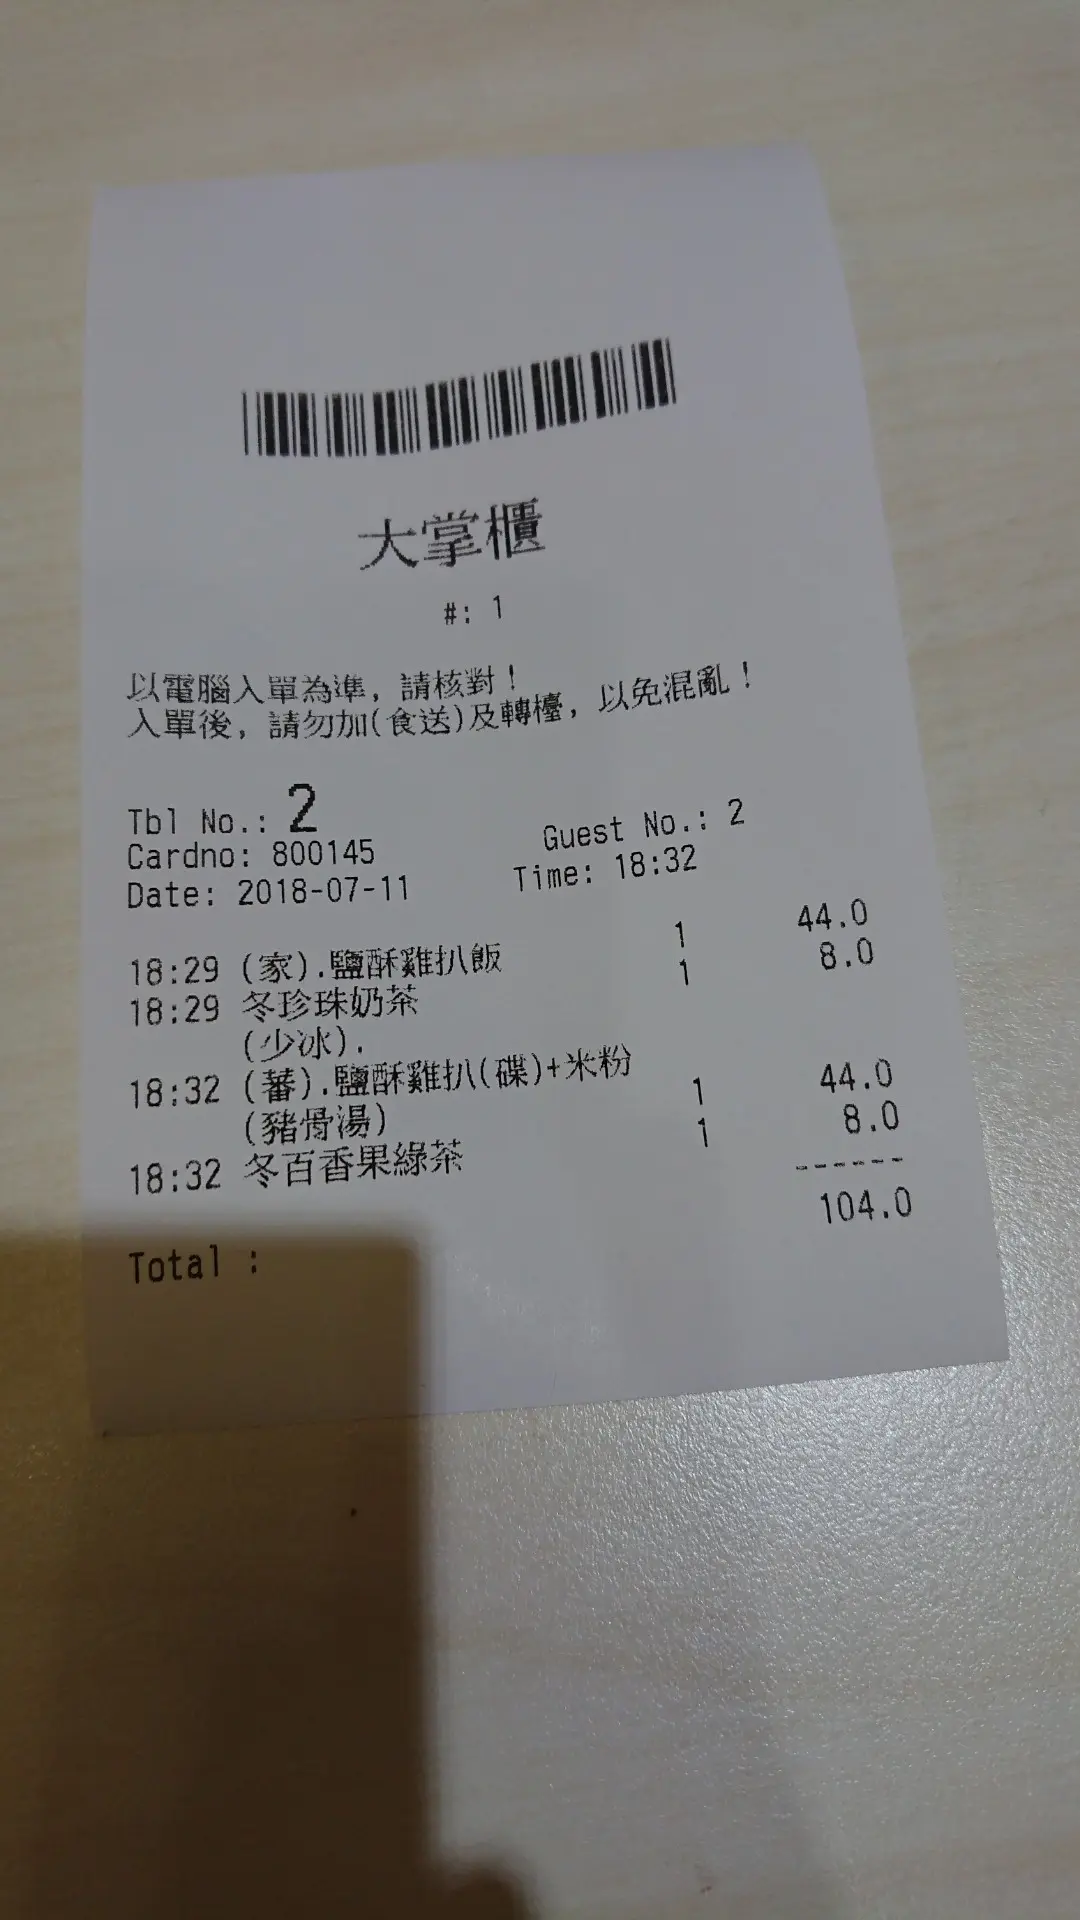 大掌櫃
#: 1
以電腦入單為準, 請核對!
入單後, 請勿加(食送)及轉檯, 以免混亂!
Tbl No.: 2 Guest No.: 2
Cardno: 800145 Time: 18:32
Date: 2018-07-11
18:29 (家).鹽酥雞扒飯 1 44.0
18:29 冬珍珠奶茶 1 8.0
(少冰).
18:32 (蕃).鹽酥雞扒(碟)+米粉 1 44.0
(豬骨湯)
18:32 冬百香果綠茶 1 8.0
------
Total : 104.0